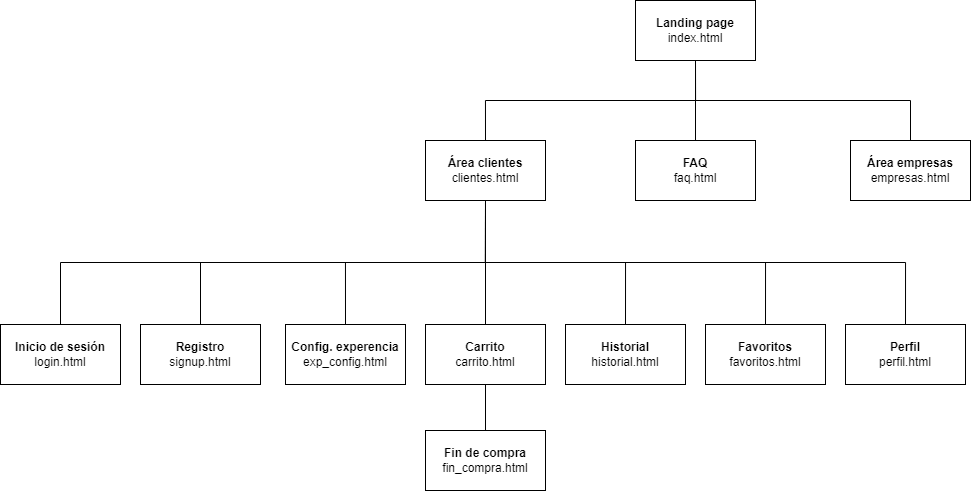 Landing page
index.html
Área clientes
clientes.html
FAQ
faq.html
Área empresas
empresas.html
Inicio de sesión
login.html
Registro
signup.html
Config. experencia
exp_config.html
Carrito
carrito.html
Historial
historial.html
Favoritos
favoritos.html
Perfil
perfil.html
Fin de compra
fin_compra.html